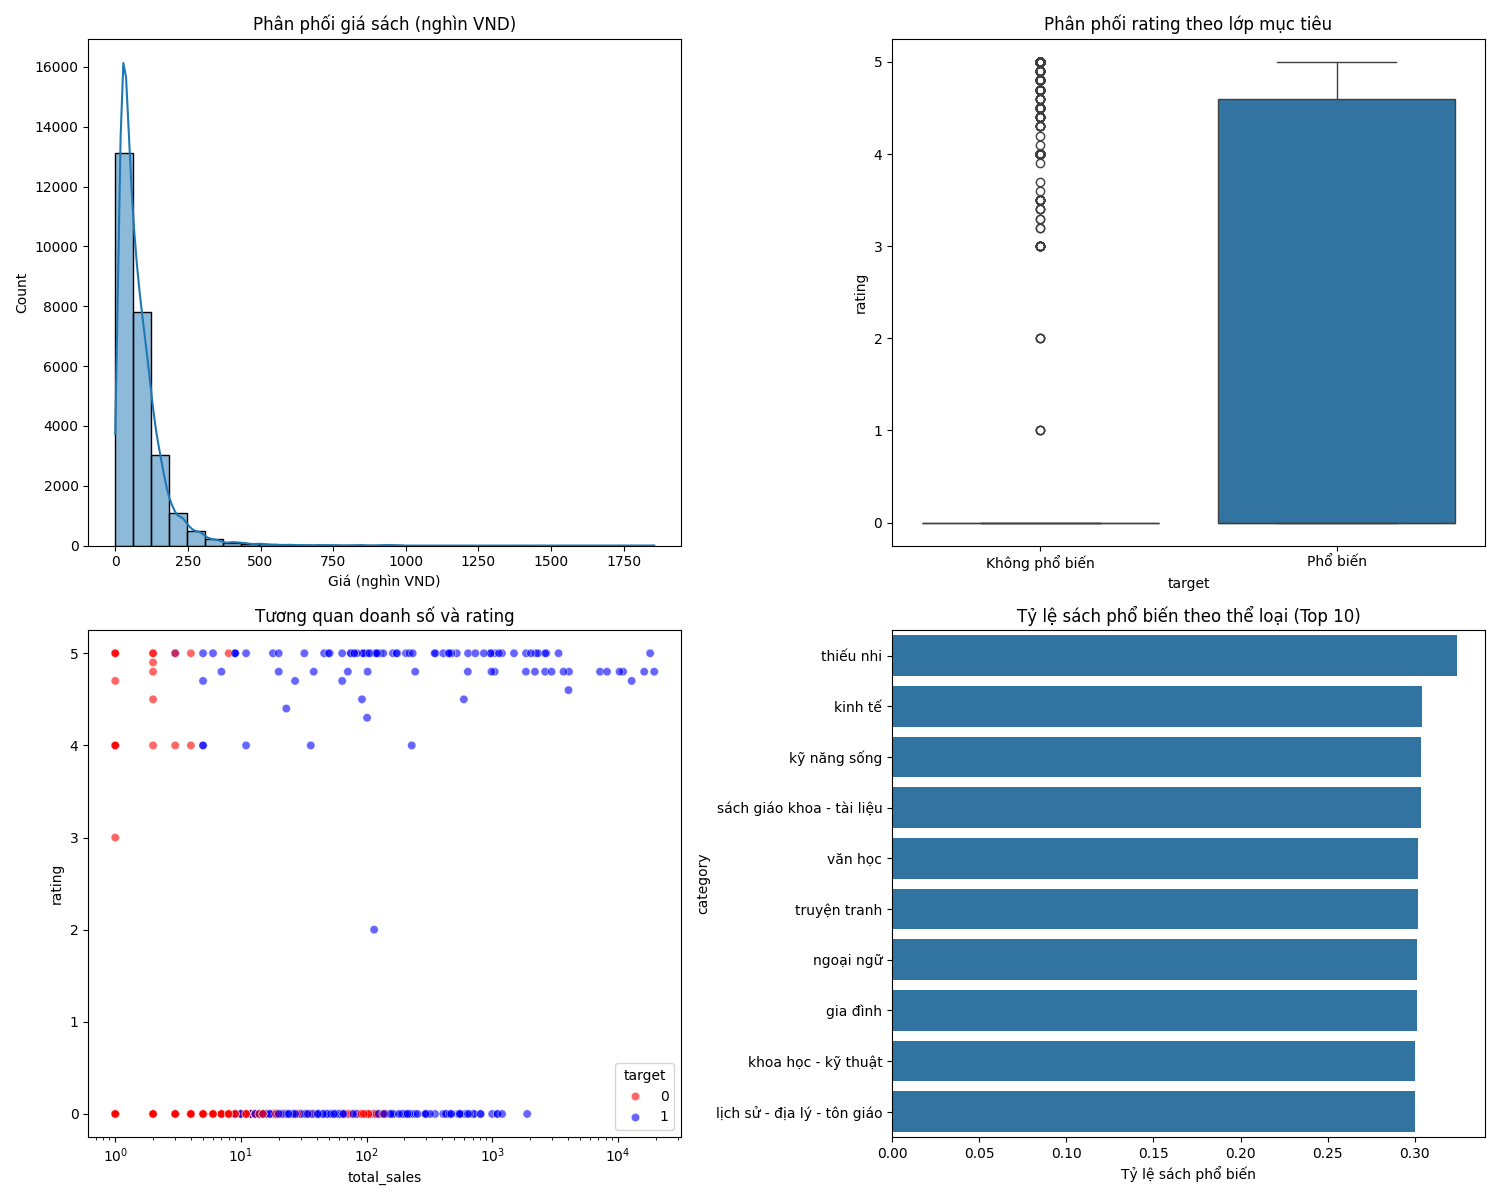 Phân phối giá sách (nghìn VND)
16000
14000
12000
10000
8000
6000
4000
2000
0
Count
0 250 500 750 1000 1250 1500 1750
Giá (nghìn VND)
Phân phối rating theo lớp mục tiêu
5
4
3
2
1
0
rating
Không phổ biến Phổ biến
target
Tương quan doanh số và rating
5
4
3
2
1
0
rating
target
0
1
10⁰ 10¹ 10² 10³ 10⁴
total_sales
Tỷ lệ sách phổ biến theo thể loại (Top 10)
thiếu nhi
kinh tế
kỹ năng sống
sách giáo khoa - tài liệu
văn học
truyện tranh
ngoại ngữ
gia đình
khoa học - kỹ thuật
lịch sử - địa lý - tôn giáo
category
0.00 0.05 0.10 0.15 0.20 0.25 0.30
Tỷ lệ sách phổ biến